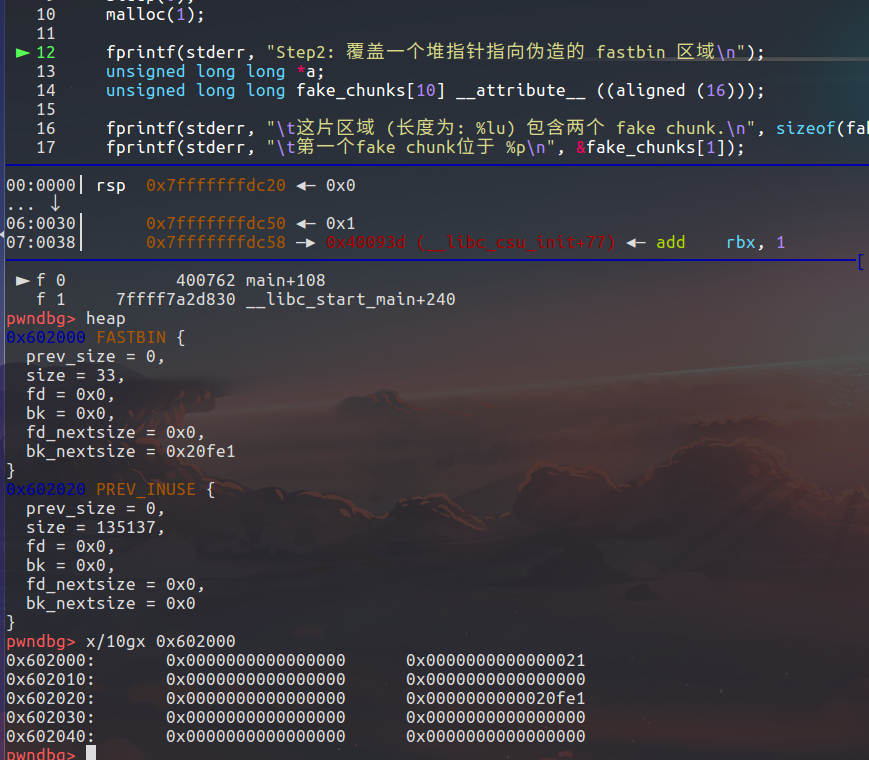 10      malloc(1);
11
► 12      fprintf(stderr, "Step2: 覆盖一个堆指针指向伪造的 fastbin 区域\n");
13      unsigned long long *a;
14      unsigned long long fake_chunks[10] __attribute__ ((aligned (16)));
15
16      fprintf(stderr, "\t这片区域 (长度为: %lu) 包含两个 fake chunk.\n", sizeof(fa
17      fprintf(stderr, "\t第一个fake chunk位于 %p\n", &fake_chunks[1]);
00:0000│ rsp  0x7fffffffdc20 ◂— 0x0
... ↓
06:0030│      0x7fffffffdc50 ◂— 0x1
07:0038│      0x7fffffffdc58 —▸ 0x40093d (__libc_csu_init+77) ◂— add    rbx, 1
[
► f 0           400762 main+108
f 1     7ffff7a2d830 __libc_start_main+240
pwndbg> heap
0x602000 FASTBIN {
prev_size = 0,
size = 33,
fd = 0x0,
bk = 0x0,
fd_nextsize = 0x0,
bk_nextsize = 0x20fe1
}
0x602020 PREV_INUSE {
prev_size = 0,
size = 135137,
fd = 0x0,
bk = 0x0,
fd_nextsize = 0x0,
bk_nextsize = 0x0
}
pwndbg> x/10gx 0x602000
0x602000:       0x0000000000000000      0x0000000000000021
0x602010:       0x0000000000000000      0x0000000000000000
0x602020:       0x0000000000000000      0x0000000000020fe1
0x602030:       0x0000000000000000      0x0000000000000000
0x602040:       0x0000000000000000      0x0000000000000000
pwndbg>